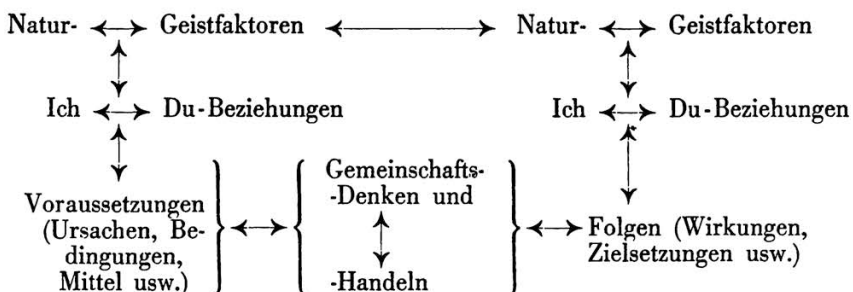 Natur- ⟷ Geistfaktoren ⟷ Natur- ⟷ Geistfaktoren
Ich ⟷ Du-Beziehungen Ich ⟷ Du-Beziehungen
Voraussetzungen
(Ursachen, Be-
dingungen,
Mittel usw.)
Gemeinschafts-
-Denken und
-Handeln
Folgen (Wirkungen,
Zielsetzungen usw.)